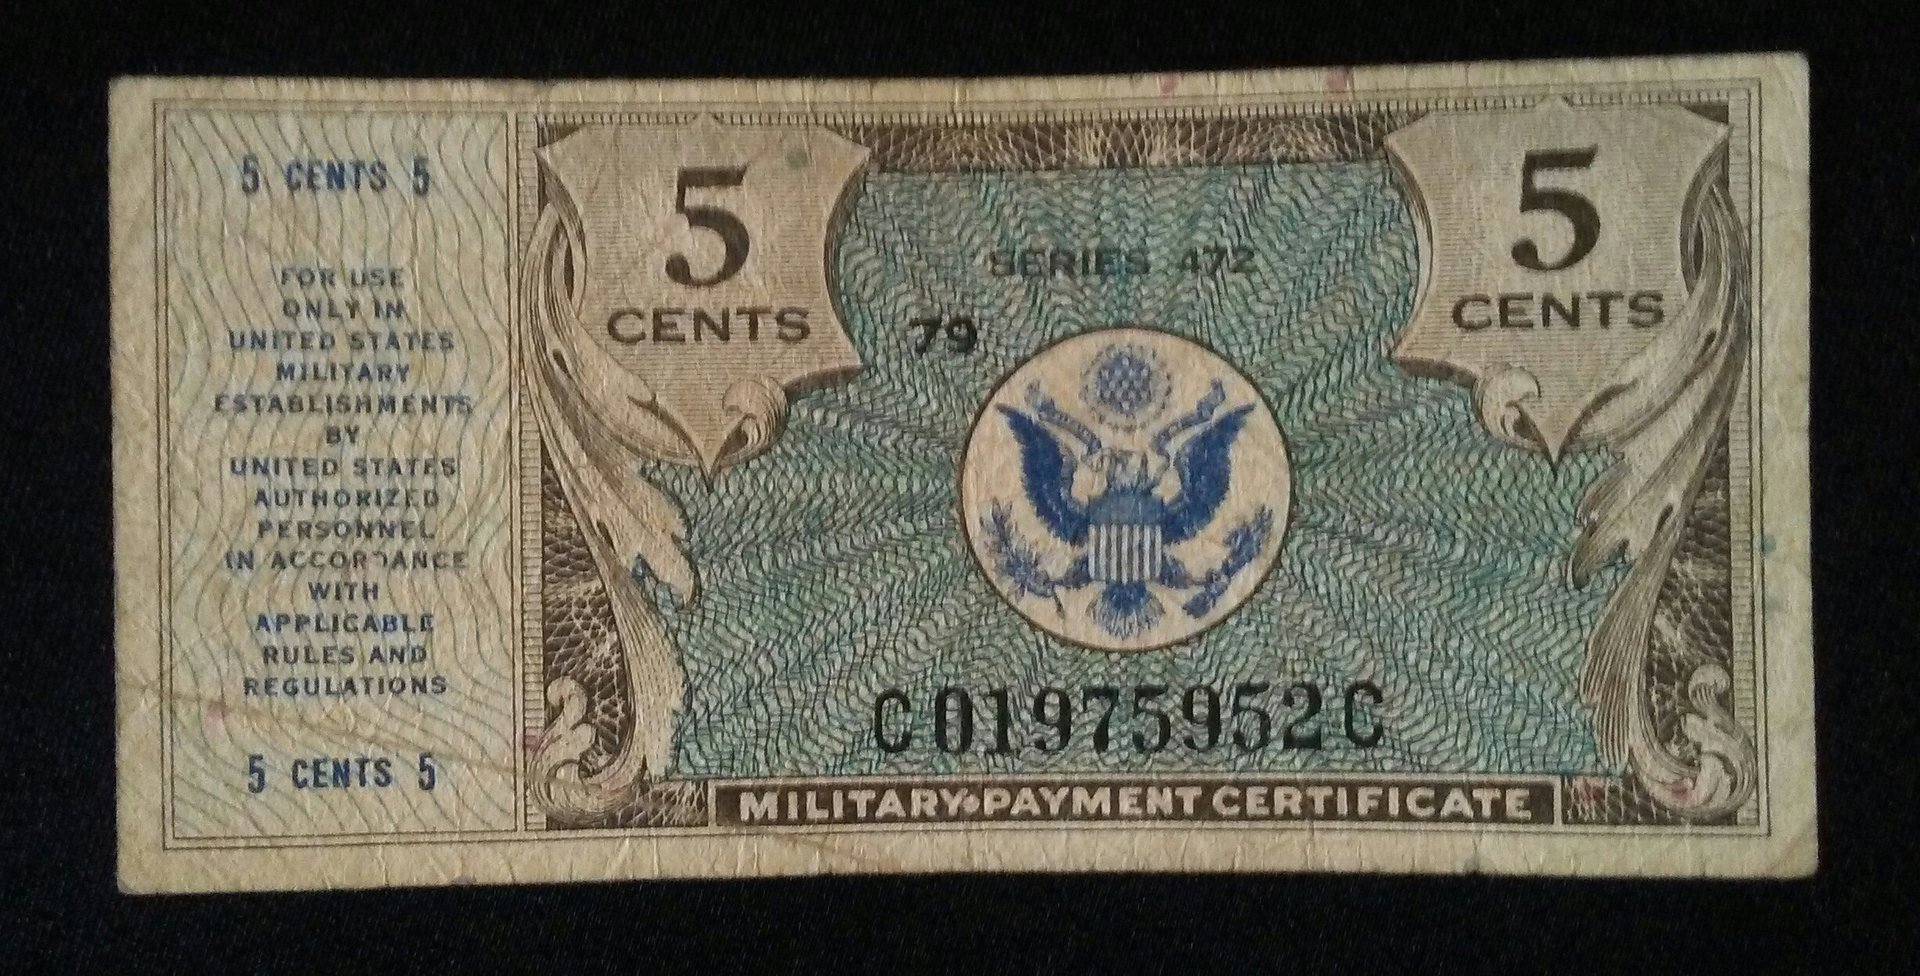 5 CENTS 5
FOR USE
ONLY IN
UNITED STATES
MILITARY
ESTABLISHMENTS
BY
UNITED STATES
AUTHORIZED
PERSONNEL
IN ACCORDANCE
WITH
APPLICABLE
RULES AND
REGULATIONS
5 CENTS 5
5
CENTS
SERIES 472
79
5
CENTS
C01975952C
MILITARY PAYMENT CERTIFICATE